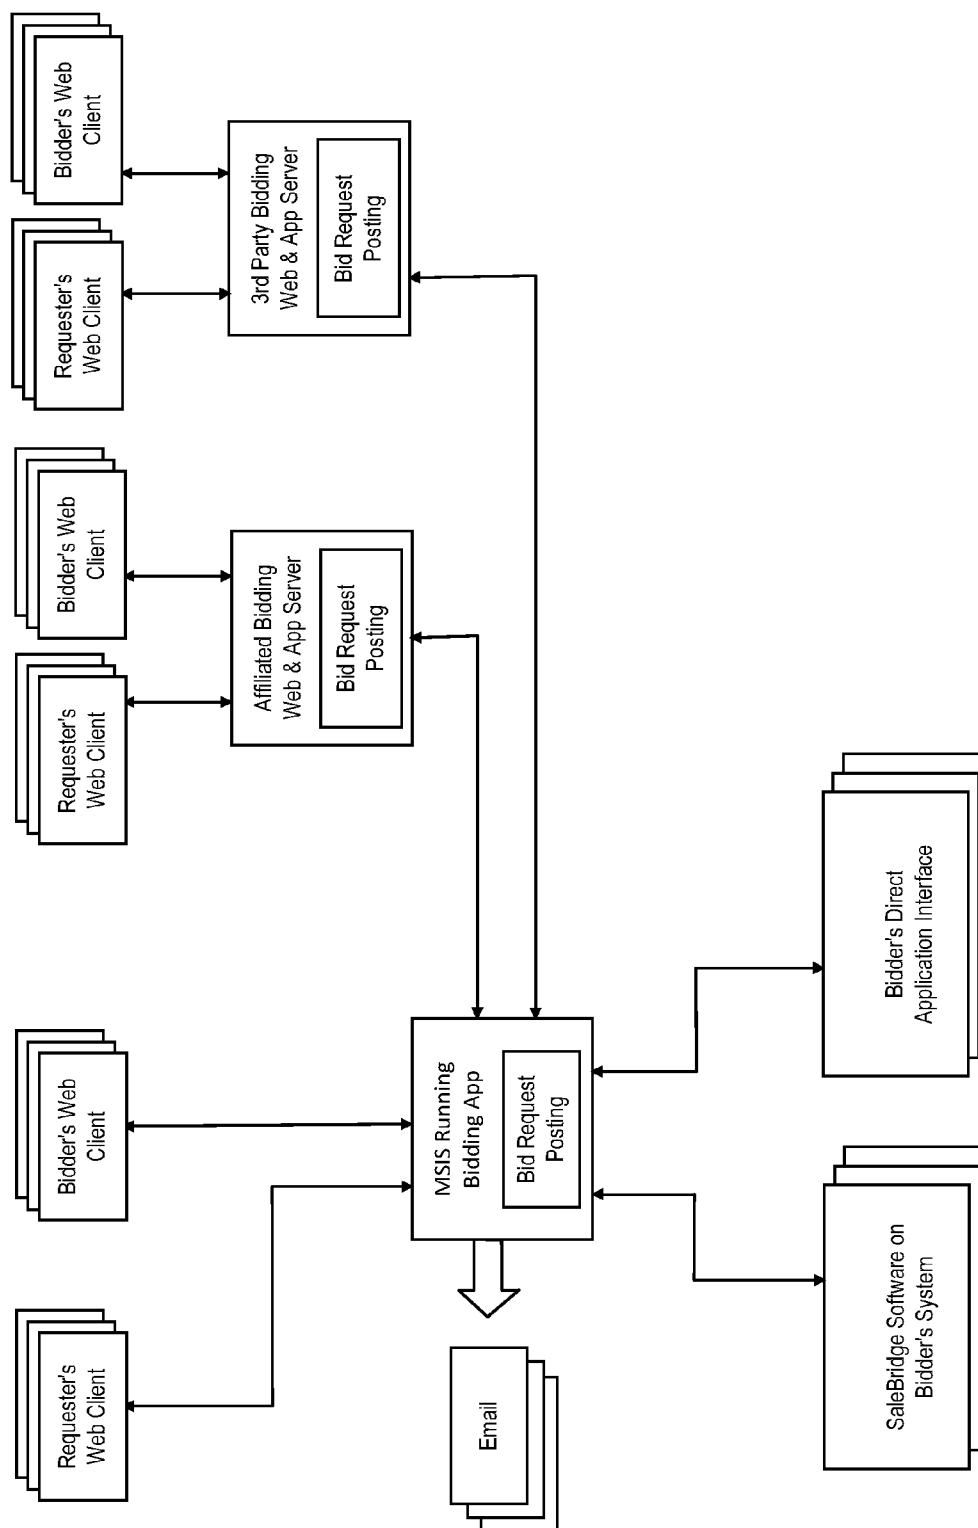 Requester's
Web Client
Bidder's Web
Client
Requester's
Web Client
Bidder's Web
Client
Requester's
Web Client
Bidder's Web
Client
Affiliated Bidding
Web & App Server
Bid Request
Posting
3rd Party Bidding
Web & App Server
Bid Request
Posting
Email
MSIS Running
Bidding App
Bid Request
Posting
SaleBridge Software on
Bidder's System
Bidder's Direct
Application Interface